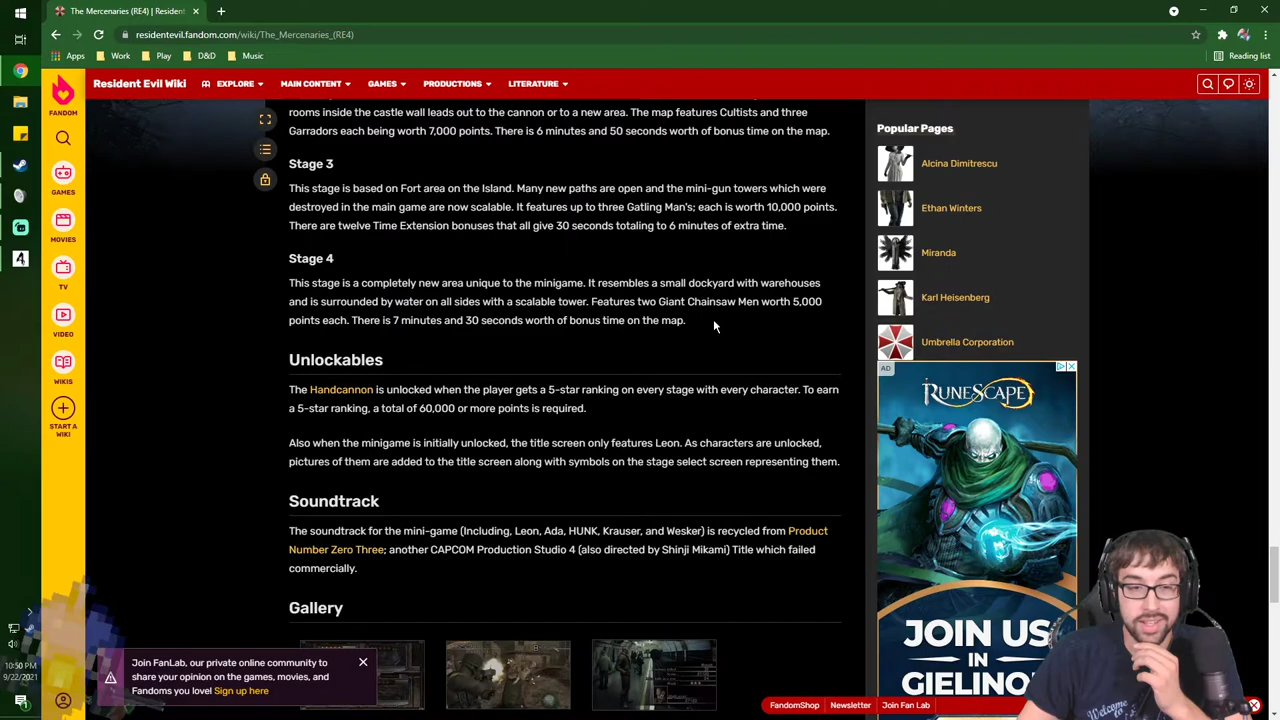 The Mercenaries (RE4) | Resident
residentevil.fandom.com/wiki/The_Mercenaries_(RE4)
Apps
Work
Play
D&D
Music
Reading list
FANDOM
Resident Evil Wiki
EXPLORE
MAIN CONTENT
GAMES
PRODUCTIONS
LITERATURE
GAMES
MOVIES
TV
VIDEO
WIKIS
START A
WIKI
rooms inside the castle wall leads out to the cannon or to a new area. The map features Cultists and three
Garradors each being worth 7,000 points. There is 6 minutes and 50 seconds worth of bonus time on the map.
Stage 3
This stage is based on Fort area on the Island. Many new paths are open and the mini-gun towers which were
destroyed in the main game are now scalable. It features up to three Gatling Man's; each is worth 10,000 points.
There are twelve Time Extension bonuses that all give 30 seconds totaling to 6 minutes of extra time.
Stage 4
This stage is a completely new area unique to the minigame. It resembles a small dockyard with warehouses
and is surrounded by water on all sides with a scalable tower. Features two Giant Chainsaw Men worth 5,000
points each. There is 7 minutes and 30 seconds worth of bonus time on the map.
Unlockables
The Handcannon is unlocked when the player gets a 5-star ranking on every stage with every character. To earn
a 5-star ranking, a total of 60,000 or more points is required.
Also when the minigame is initially unlocked, the title screen only features Leon. As characters are unlocked,
pictures of them are added to the title screen along with symbols on the stage select screen representing them.
Soundtrack
The soundtrack for the mini-game (Including, Leon, Ada, HUNK, Krauser, and Wesker) is recycled from Product
Number Zero Three; another CAPCOM Production Studio 4 (also directed by Shinji Mikami) Title which failed
commercially.
Gallery
Popular Pages
Alcina Dimitrescu
Ethan Winters
Miranda
Karl Heisenberg
Umbrella Corporation
AD
RUNESCAPE
JOIN US
IN
Join FanLab, our private online community to
share your opinion on the games, movies, and
Fandoms you love! Sign up here
10:50 PM
FandomShop
Newsletter
Join Fan Lab